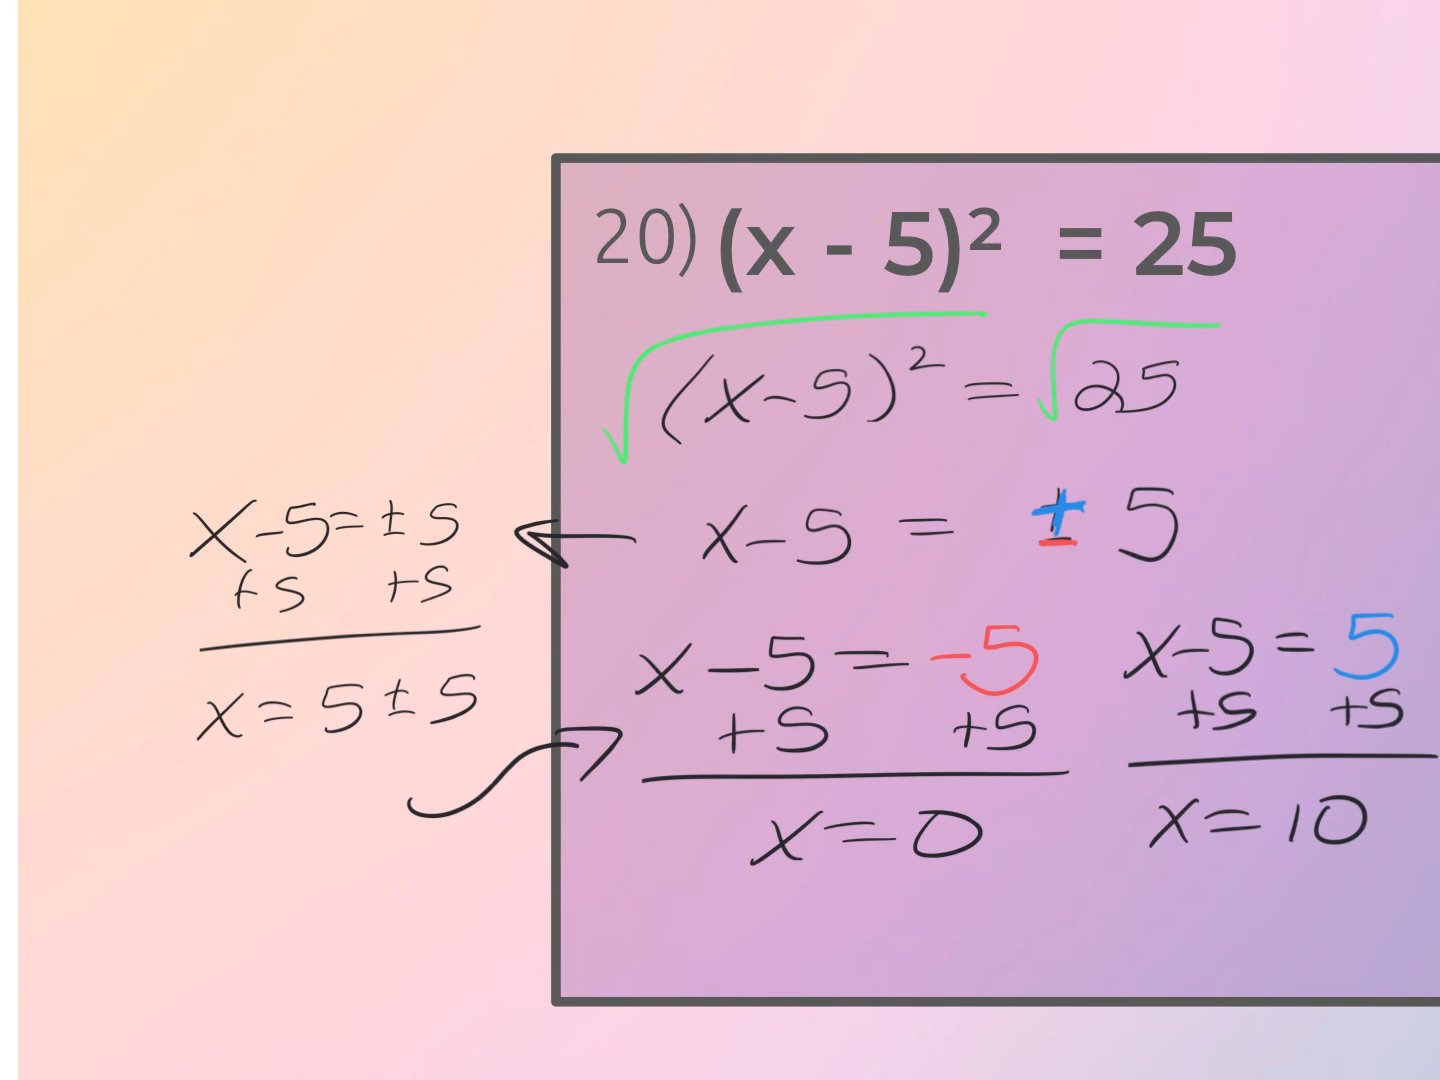 20) (x - 5)² = 25
√(x-5)² = √25
x-5 = ± 5
x-5=-5
+5 +5
x=0
x-5=5
+5 +5
x=10
x-5=±5
+5 +5
x=5±5